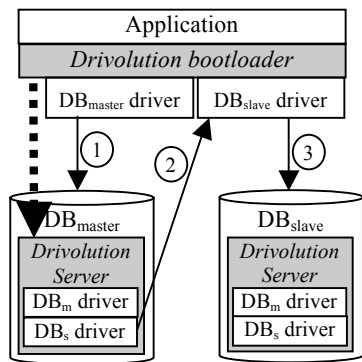 Application
Drivolution bootloader
DBmaster driver
DBslave driver
1
2
3
DBmaster
DBslave
Drivolution
Server
DBm driver
DBs driver
Drivolution
Server
DBm driver
DBs driver